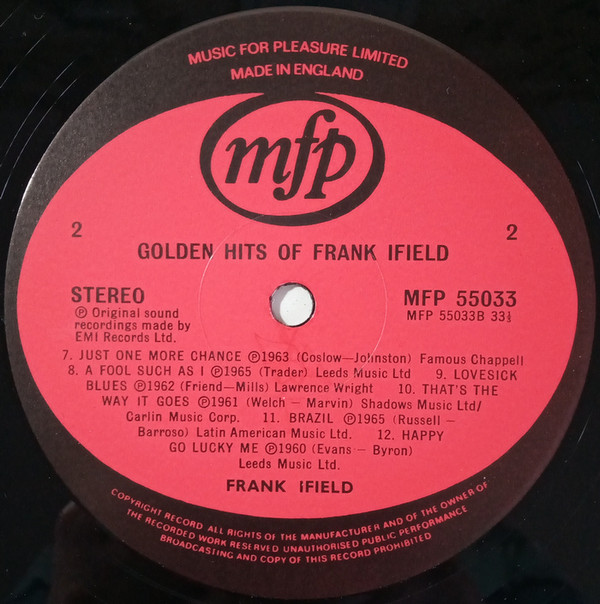 MUSIC FOR PLEASURE LIMITED
MADE IN ENGLAND
mfp
2 2
GOLDEN HITS OF FRANK IFIELD
STEREO MFP 55033
Ⓟ Original sound MFP 55033B 33⅓
recordings made by
EMI Records Ltd.
7. JUST ONE MORE CHANCE Ⓟ1963 (Coslow—Johnston) Famous Chappell
8. A FOOL SUCH AS I Ⓟ1965 (Trader) Leeds Music Ltd 9. LOVESICK
BLUES Ⓟ1962 (Friend—Mills) Lawrence Wright 10. THAT'S THE
WAY IT GOES Ⓟ1961 (Welch — Marvin) Shadows Music Ltd/
Carlin Music Corp. 11. BRAZIL Ⓟ1965 (Russell —
Barroso) Latin American Music Ltd. 12. HAPPY
GO LUCKY ME Ⓟ1960 (Evans — Byron)
Leeds Music Ltd.
FRANK IFIELD
COPYRIGHT RECORD ALL RIGHTS OF THE MANUFACTURER AND OF THE OWNER OF
THE RECORDED WORK RESERVED UNAUTHORISED PUBLIC PERFORMANCE
BROADCASTING AND COPY OF THIS RECORD PROHIBITED